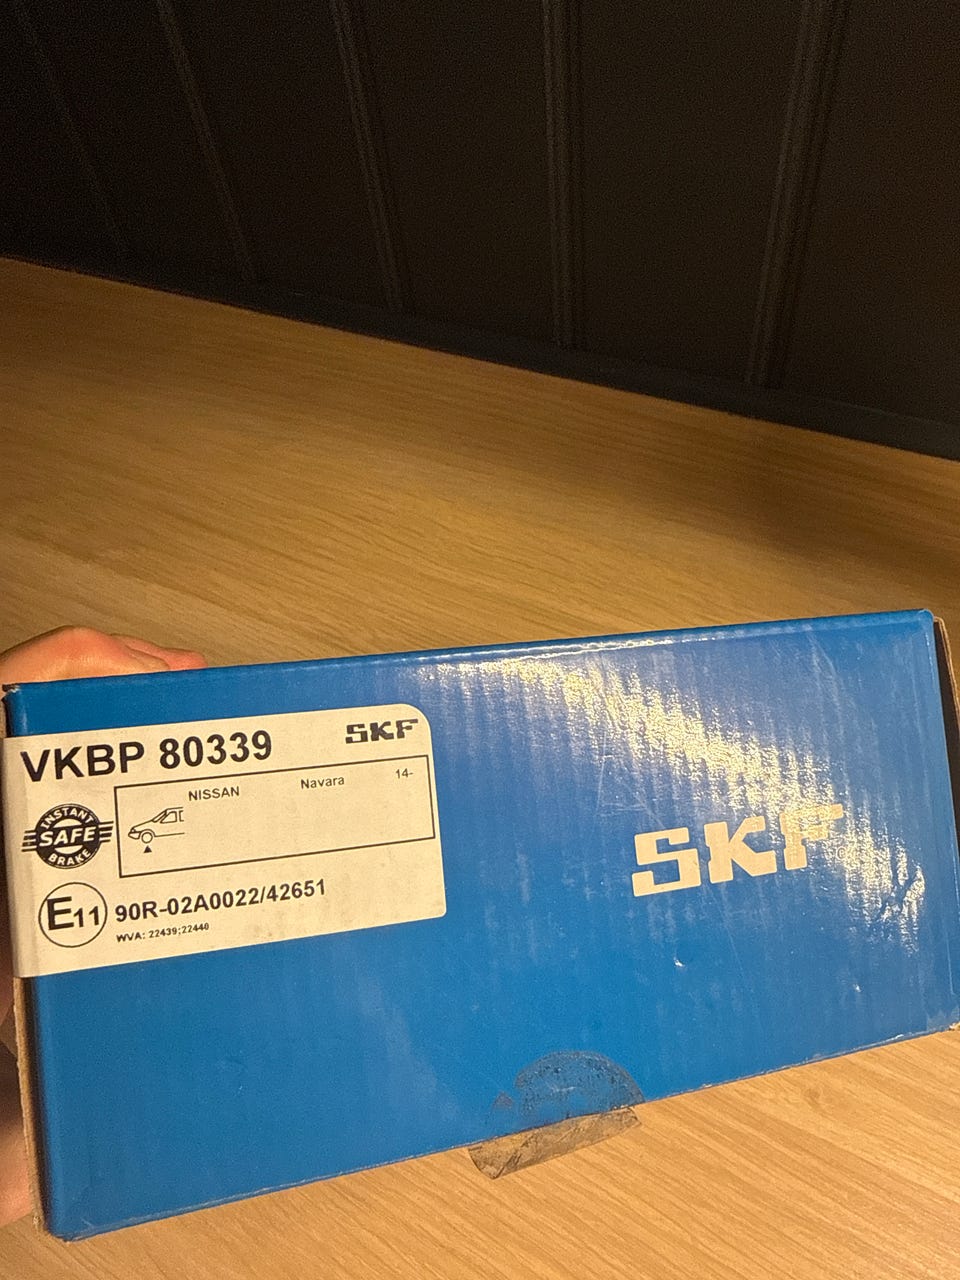 VKBP 80339
SKF
NISSAN Navara 14-
INSTANT
SAFE
BRAKE
E11 90R-02A0022/42651
WVA: 22439;22440
SKF